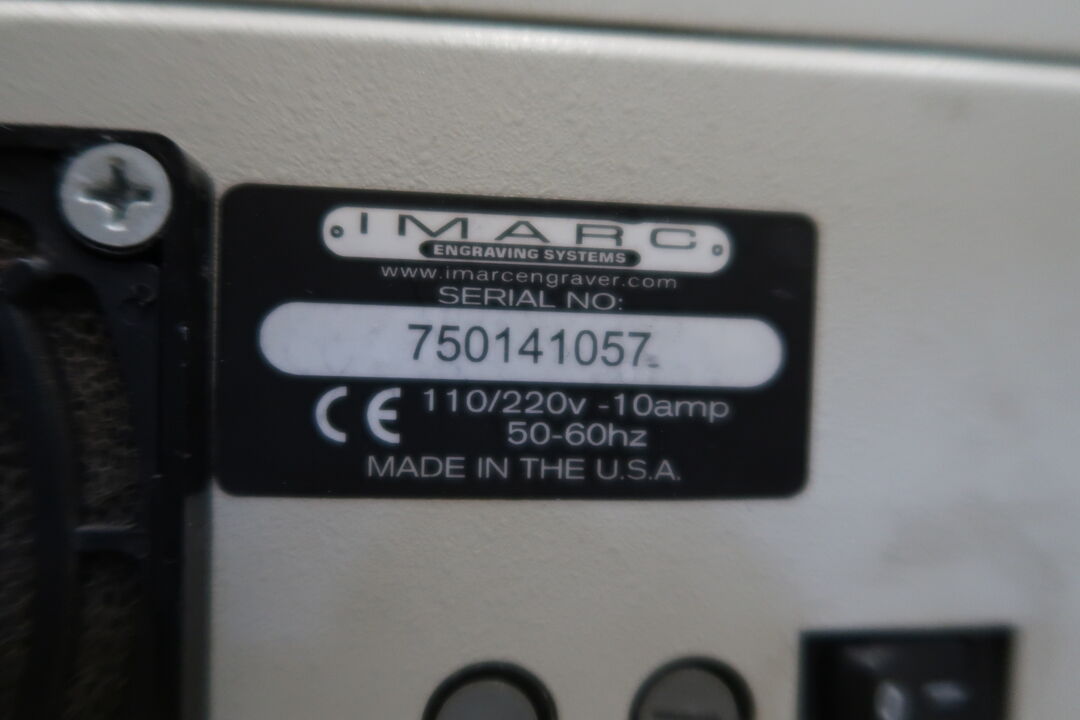 IMARC
ENGRAVING SYSTEMS
www.imarcengraver.com
SERIAL NO:
750141057
CE 110/220v -10amp
50-60hz
MADE IN THE U.S.A.